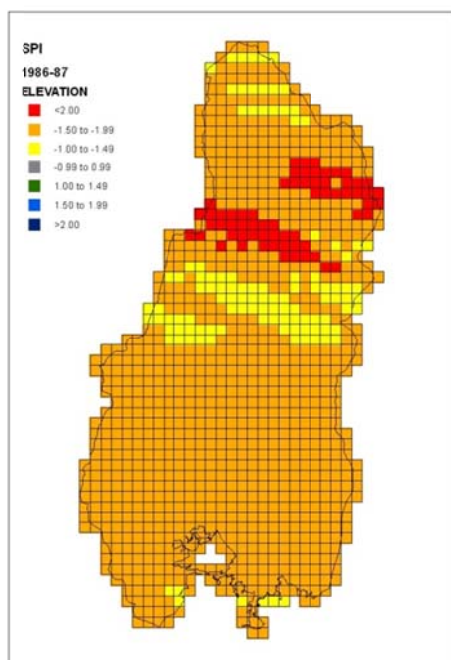 SPI
1986-87
ELEVATION
<2.00
-1.50 to -1.99
-1.00 to -1.49
-0.99 to 0.99
1.00 to 1.49
1.50 to 1.99
>2.00